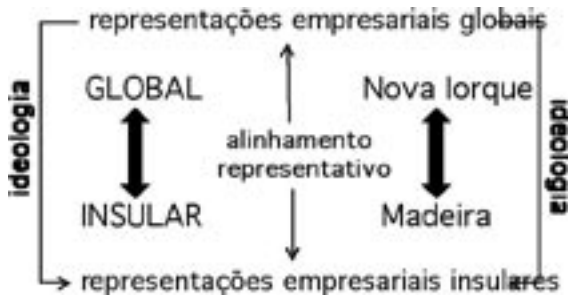 representações empresariais globais
GLOBAL
Nova Iorque
ideologia
alinhamento
representativo
ideologia
INSULAR
Madeira
representações empresariais insulares